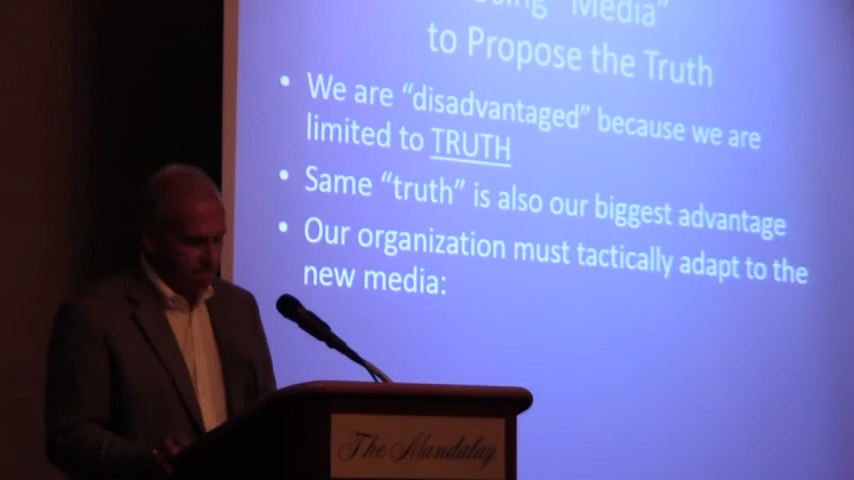 "Media"
to Propose the Truth
• We are “disadvantaged” because we are
limited to TRUTH
• Same “truth” is also our biggest advantage
• Our organization must tactically adapt to the
new media:
The Mandalay